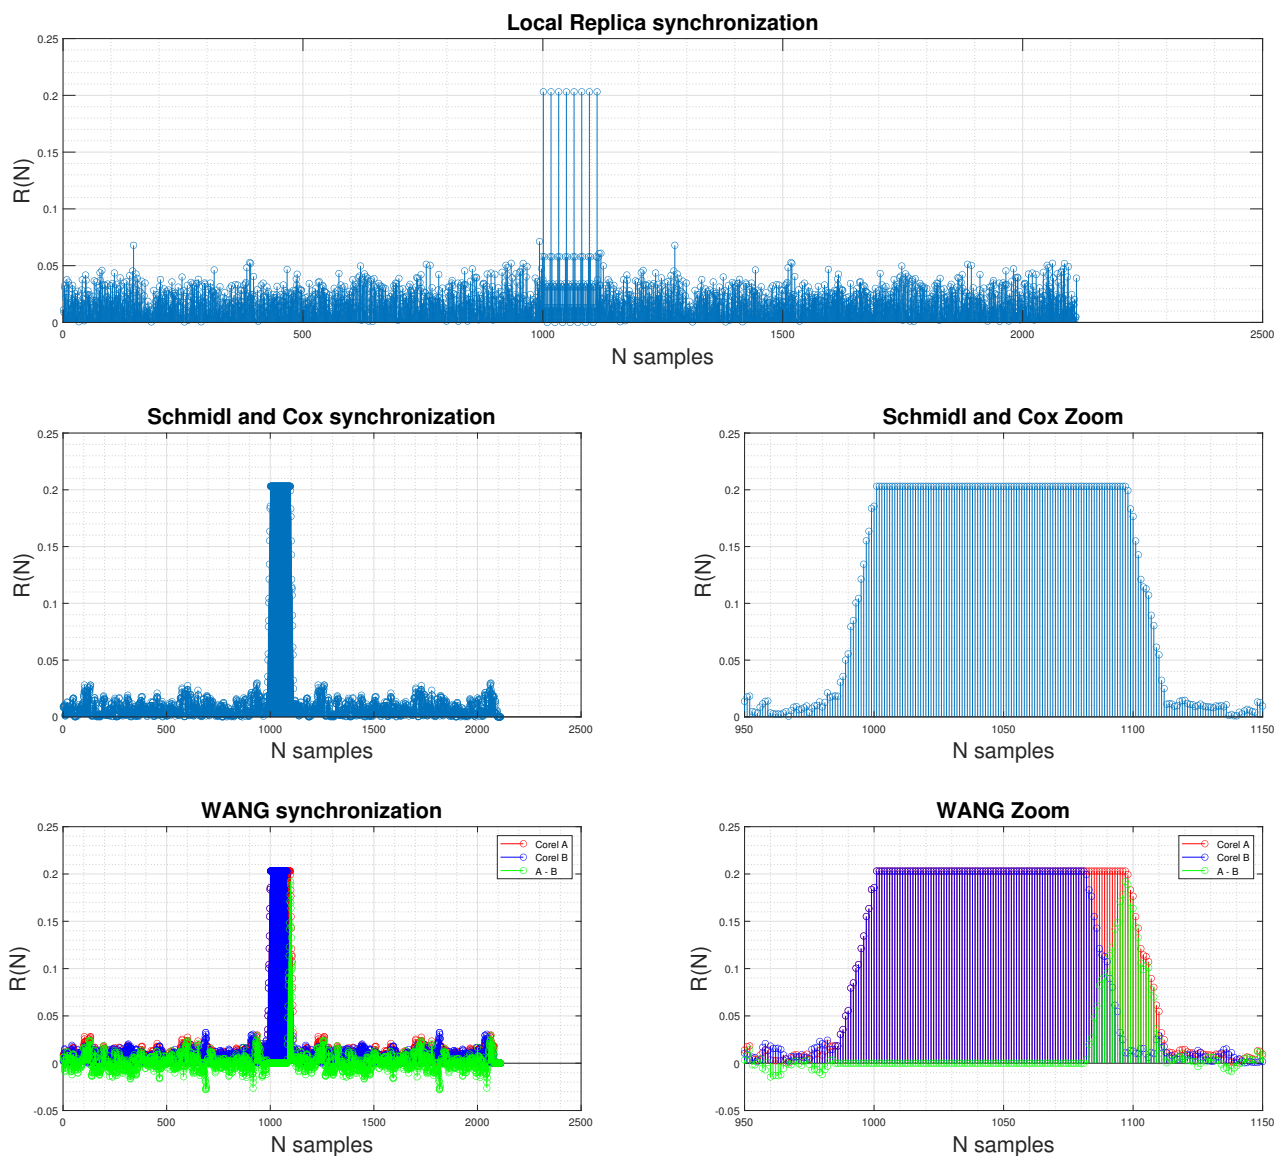 Local Replica synchronization
0.25
0.2
0.15
0.1
0.05
0
R(N)
0 500 1000 1500 2000 2500
N samples
Schmidl and Cox synchronization
0.25
0.2
0.15
0.1
0.05
0
R(N)
0 500 1000 1500 2000 2500
N samples
Schmidl and Cox Zoom
0.25
0.2
0.15
0.1
0.05
0
R(N)
950 1000 1050 1100 1150
N samples
WANG synchronization
0.25
0.2
0.15
0.1
0.05
0
-0.05
R(N)
Corel A
Corel B
A - B
0 500 1000 1500 2000 2500
N samples
WANG Zoom
0.25
0.2
0.15
0.1
0.05
0
-0.05
R(N)
Corel A
Corel B
A - B
950 1000 1050 1100 1150
N samples